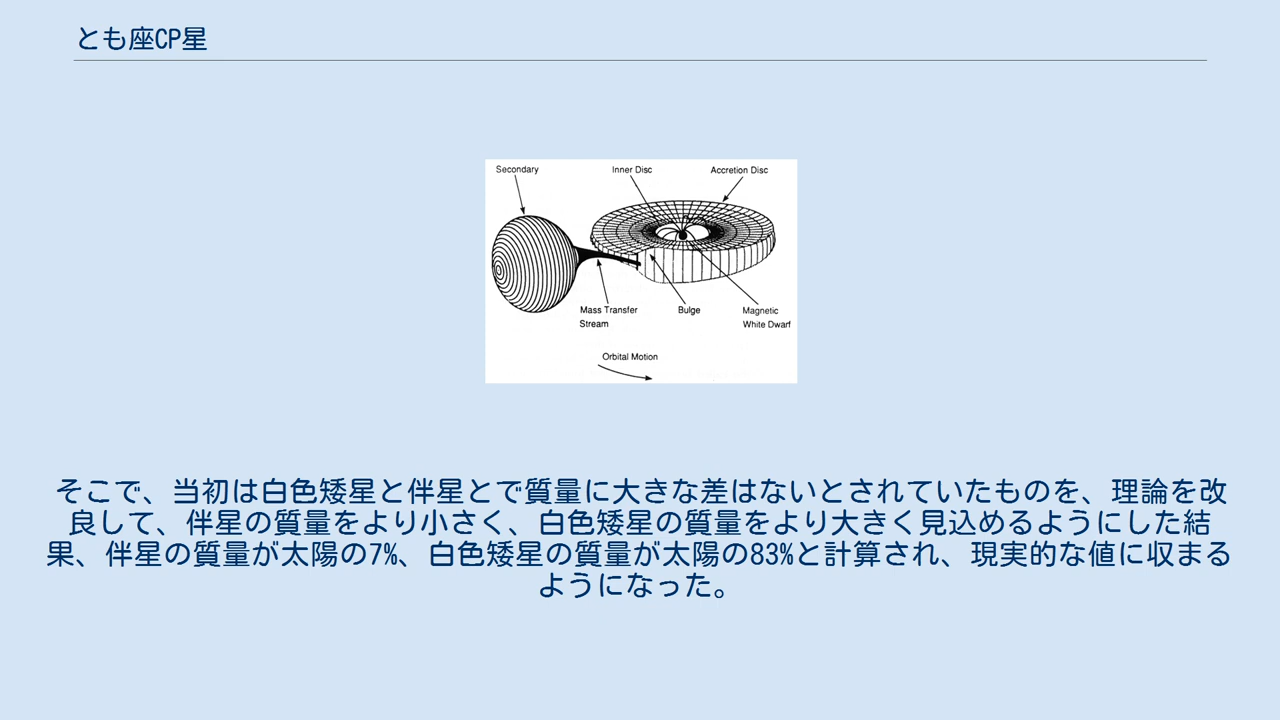 とも座CP星
Secondary
Inner Disc
Accretion Disc
Mass Transfer
Stream
Bulge
Magnetic
White Dwarf
Orbital Motion
そこで、当初は白色矮星と伴星とで質量に大きな差はないとされていたものを、理論を改
良して、伴星の質量をより小さく、白色矮星の質量をより大きく見込めるようにした結
果、伴星の質量が太陽の7%、白色矮星の質量が太陽の83%と計算され、現実的な値に収まる
ようになった。